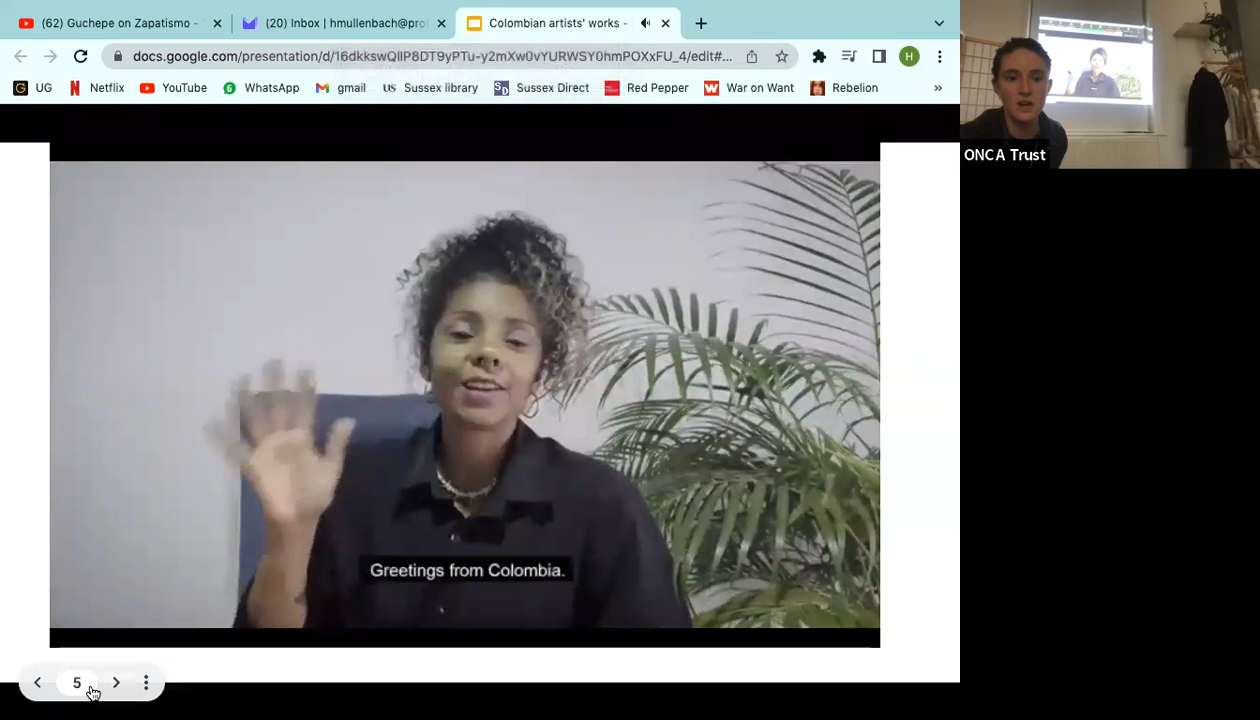 (62) Guchepe on Zapatismo -
(20) Inbox | hmullenbach@pro
Colombian artists' works -
docs.google.com/presentation/d/16dkkswQllP8DT9yPTu-y2mXw0vYURWSY0hmPOXxFU_4/edit#...
H
UG
Netflix
YouTube
WhatsApp
gmail
US Sussex library
SD Sussex Direct
Red Pepper
W War on Want
Rebelion
»
ONCA Trust
Greetings from Colombia.
5